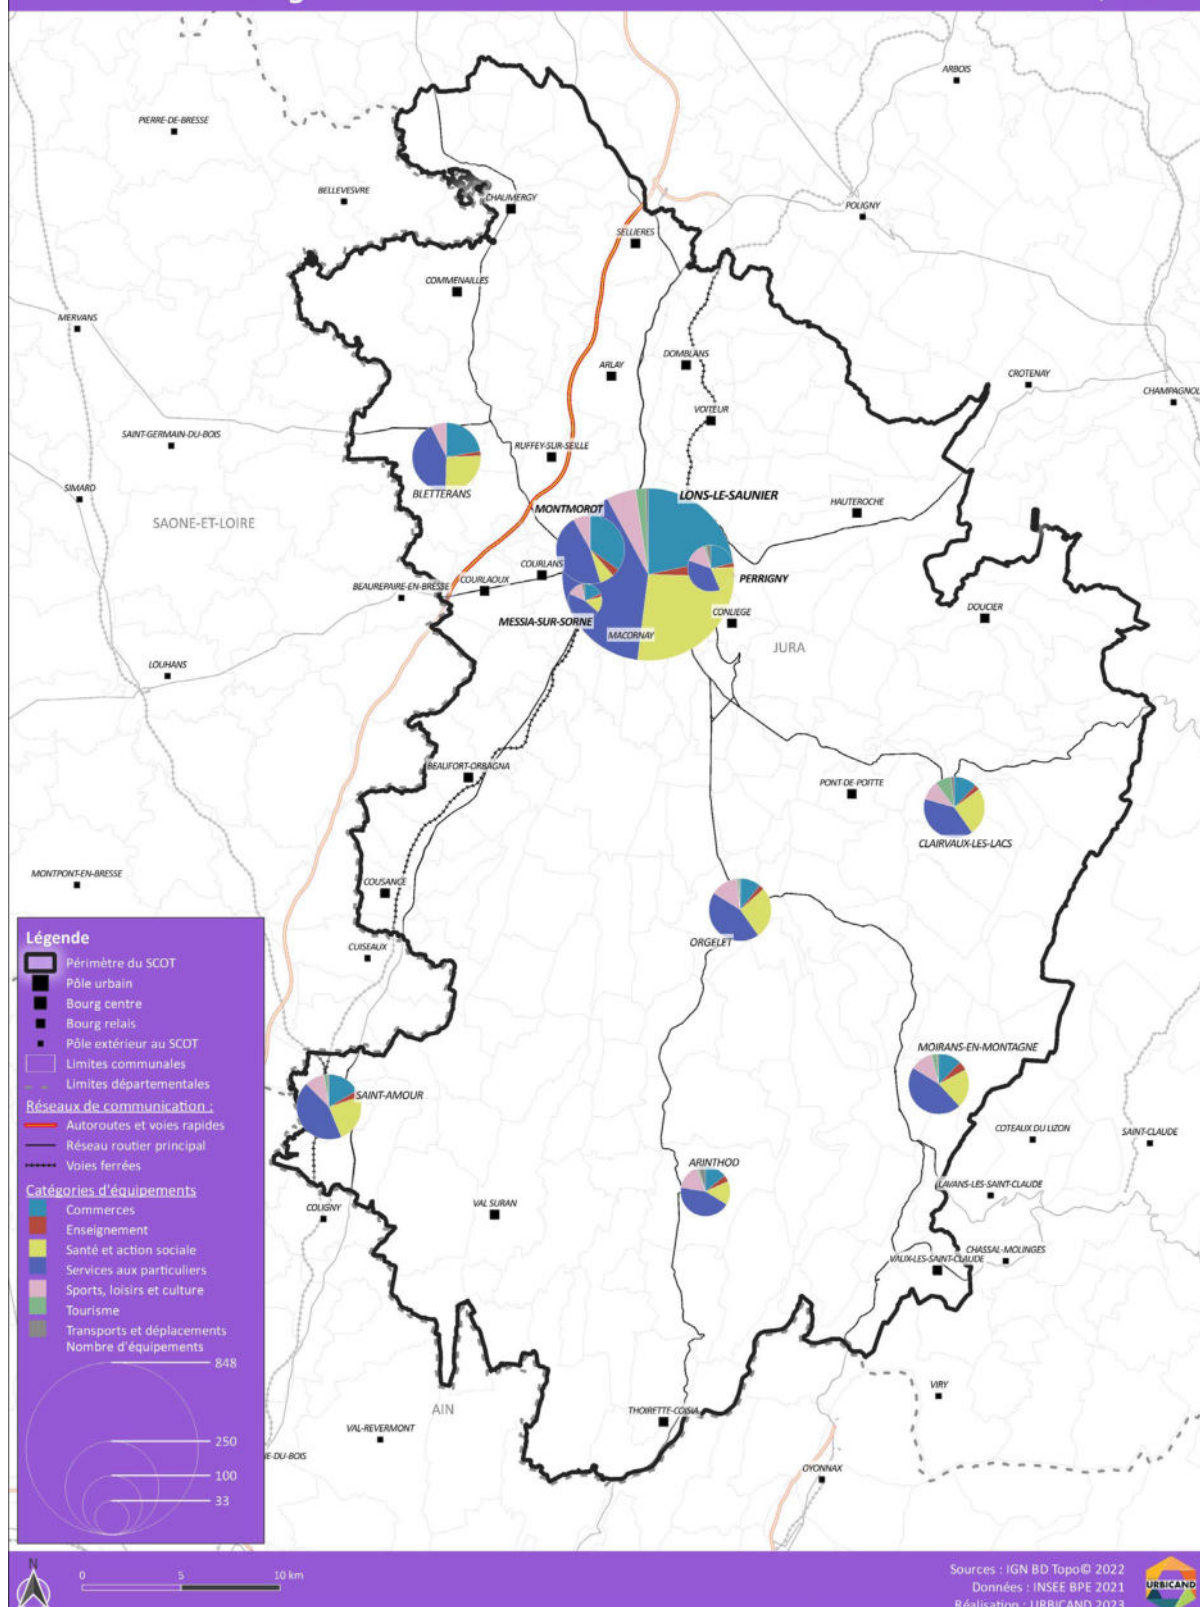 ARBOIS
PIERRE-DE-BRESSE
BELLEVESVRE
CHAUMERGY
POLIGNY
SELLIERES
COMMENAILLES
MERVANS
DOMBLANS
ARLAY
CROTENAY
CHAMPAGNOL
VOITEUR
SAINT-GERMAIN-DU-BOIS
RUFFEY-SUR-SEILLE
SIMARD
BLETTERANS
LONS-LE-SAUNIER
HAUTEROCHE
MONTMOROT
SAONE-ET-LOIRE
COURLANS
PERRIGNY
COURLAOUX
BEAUREPAIRE-EN-BRESSE
DOUCIER
CONLIEGE
MESSIA-SUR-SORNE
MACORNAY
JURA
LOUHANS
BEAUFORT-ORBAGNA
PONT-DE-POITTE
CLAIRVAUX-LES-LACS
MONTPONT-EN-BRESSE
COUSANCE
ORGELET
CUISEAUX
MOIRANS-EN-MONTAGNE
SAINT-AMOUR
COTEAUX DU LIZON
SAINT-CLAUDE
ARINTHOD
LAVANS-LES-SAINT-CLAUDE
VAL SURAN
COLIGNY
CHASSAL-MOLINGES
VAUX-LES-SAINT-CLAUDE
VIRY
AIN
THOIRETTE-COISIA
VAL-REVERMONT
NE-DU-BOIS
OYONNAX
Légende
Périmètre du SCOT
Pôle urbain
Bourg centre
Bourg relais
Pôle extérieur au SCOT
Limites communales
Limites départementales
Réseaux de communication :
Autoroutes et voies rapides
Réseau routier principal
Voies ferrées
Catégories d'équipements
Commerces
Enseignement
Santé et action sociale
Services aux particuliers
Sports, loisirs et culture
Tourisme
Transports et déplacements
Nombre d'équipements
848
250
100
33
N
0 5 10 km
Sources : IGN BD Topo© 2022
Données : INSEE BPE 2021
Réalisation : URBICAND 2023
URBICAND